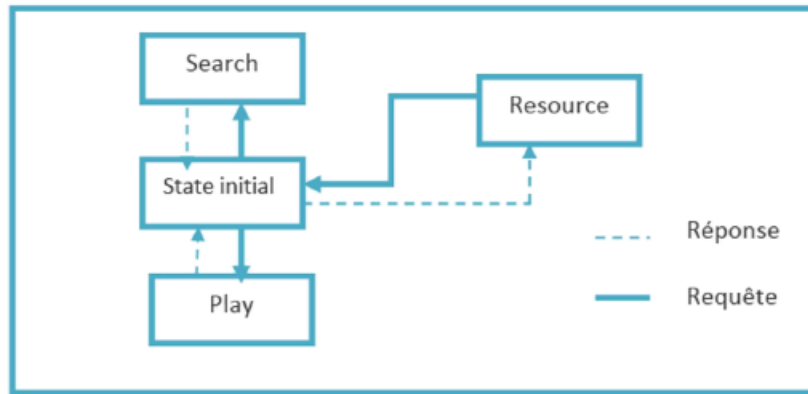 Search
Resource
State initial
Réponse
Requête
Play